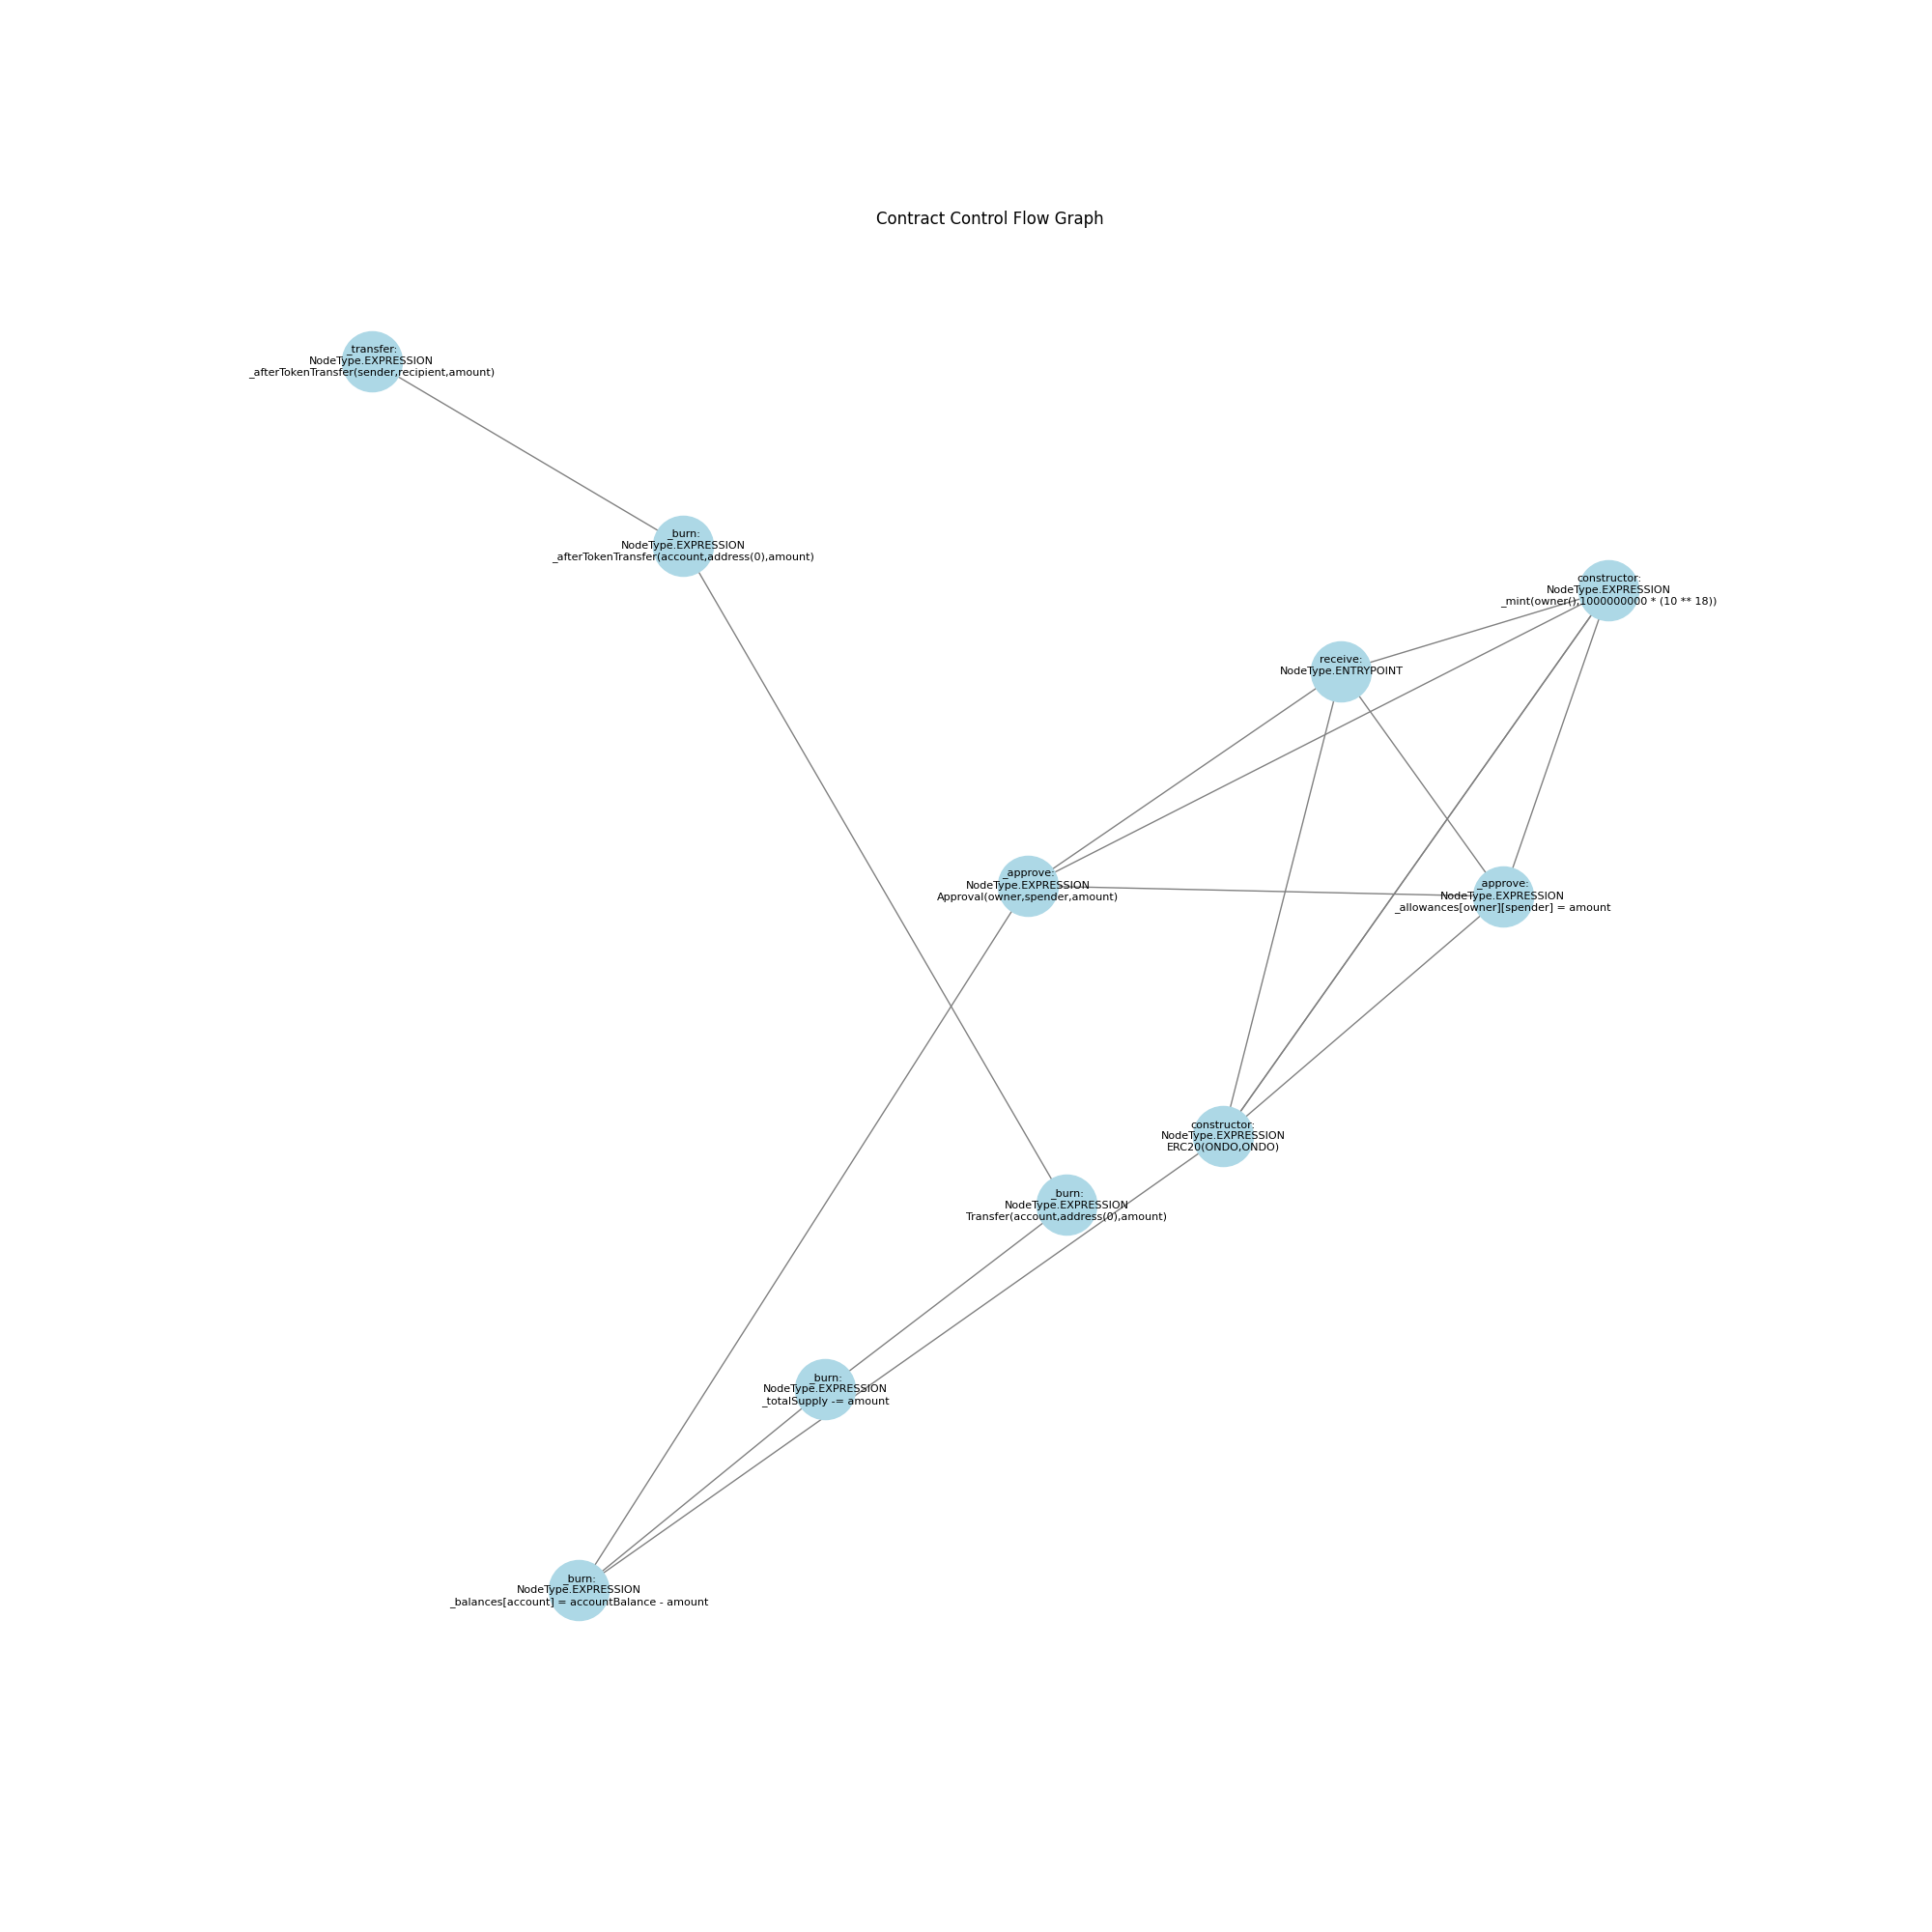 Contract Control Flow Graph
_transfer:
NodeType.EXPRESSION
_afterTokenTransfer(sender,recipient,amount)
_burn:
NodeType.EXPRESSION
_afterTokenTransfer(account,address(0),amount)
constructor:
NodeType.EXPRESSION
_mint(owner(),1000000000 * (10 ** 18))
receive:
NodeType.ENTRYPOINT
_approve:
NodeType.EXPRESSION
Approval(owner,spender,amount)
_approve:
NodeType.EXPRESSION
_allowances[owner][spender] = amount
constructor:
NodeType.EXPRESSION
ERC20(ONDO,ONDO)
_burn:
NodeType.EXPRESSION
Transfer(account,address(0),amount)
_burn:
NodeType.EXPRESSION
_totalSupply -= amount
_burn:
NodeType.EXPRESSION
_balances[account] = accountBalance - amount